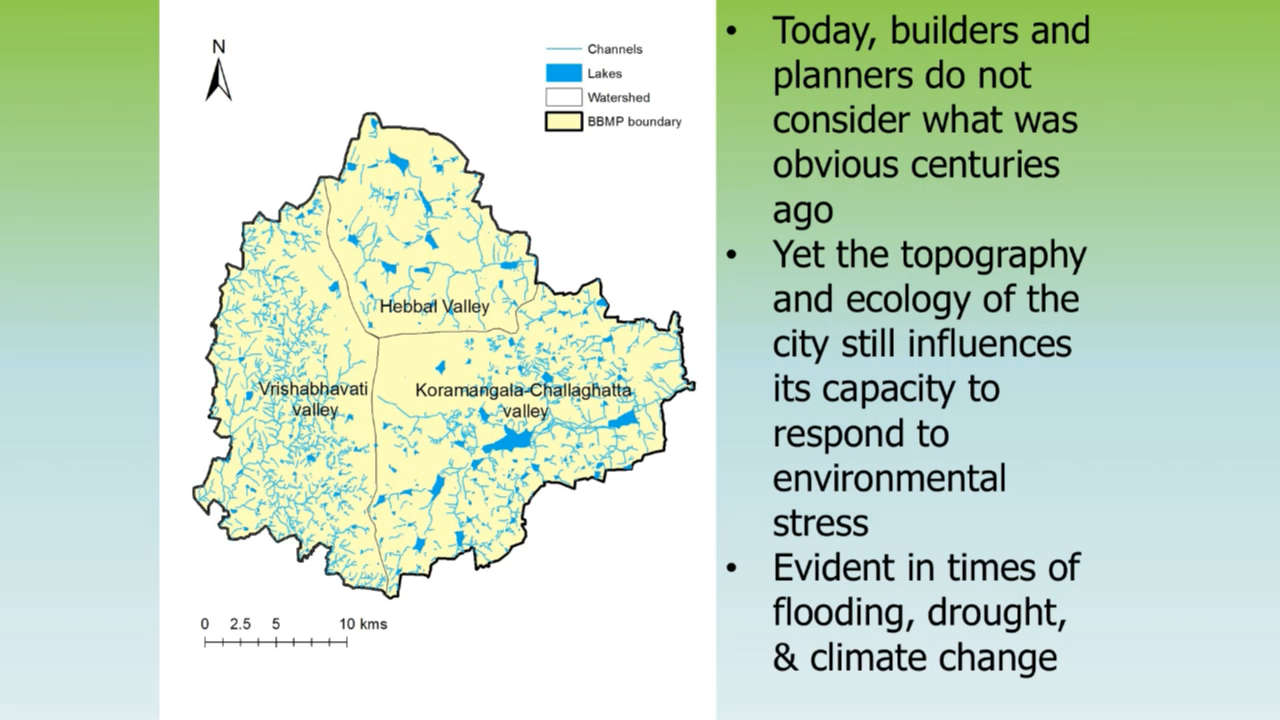 N
Channels
Lakes
Watershed
BBMP boundary
Hebbal Valley
Vrishabhavati
valley
Koramangala-Challaghatta
valley
0 2.5 5 10 kms
• Today, builders and
planners do not
consider what was
obvious centuries
ago
• Yet the topography
and ecology of the
city still influences
its capacity to
respond to
environmental
stress
• Evident in times of
flooding, drought,
& climate change